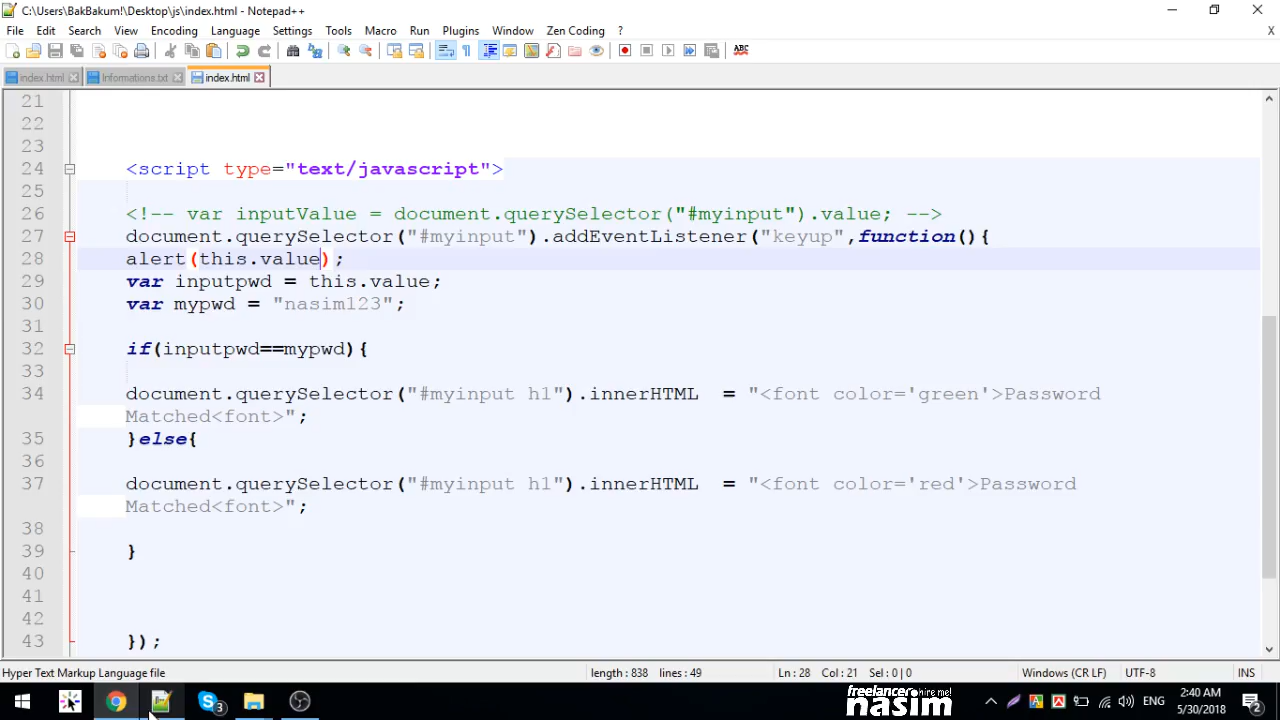 C:\Users\BakBakum!\Desktop\js\index.html - Notepad++
File Edit Search View Encoding Language Settings Tools Macro Run Plugins Window Zen Coding ? X
ABC
index.html Informations.txt index.html
21
22
23
24 <script type="text/javascript">
25
26 <!-- var inputValue = document.querySelector("#myinput").value; -->
27 document.querySelector("#myinput").addEventListener("keyup",function(){
28 alert(this.value);
29 var inputpwd = this.value;
30 var mypwd = "nasim123";
31
32 if(inputpwd==mypwd){
33
34 document.querySelector("#myinput h1").innerHTML = "<font color='green'>Password
Matched<font>";
35 }else{
36
37 document.querySelector("#myinput h1").innerHTML = "<font color='red'>Password
Matched<font>";
38
39 }
40
41
42
43 });
Hyper Text Markup Language file length : 838 lines : 49 Ln : 28 Col : 21 Sel : 0 | 0 Windows (CR LF) UTF-8 INS
S 3 freelancer hire me! nasim ENG 2:40 AM 5/30/2018 2